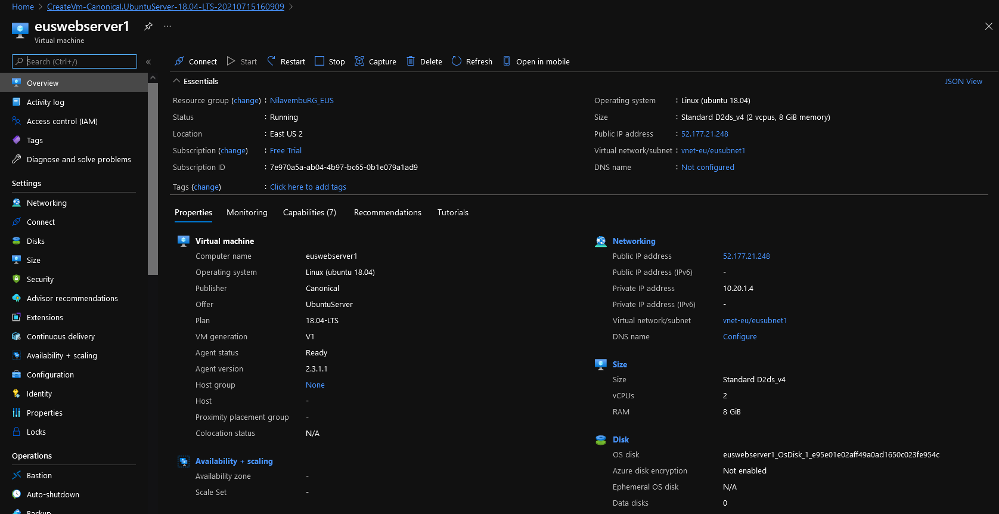 Home > CreateVm-Canonical.UbuntuServer-18.04-LTS-20210715160909 >
euswebserver1 ...
Virtual machine
Search (Ctrl+/) «
Overview
Activity log
Access control (IAM)
Tags
Diagnose and solve problems
Settings
Networking
Connect
Disks
Size
Security
Advisor recommendations
Extensions
Continuous delivery
Availability + scaling
Configuration
Identity
Properties
Locks
Operations
Bastion
Auto-shutdown
Backup
Connect Start Restart Stop Capture Delete Refresh Open in mobile
Essentials JSON View
Resource group (change) : NilavembuRG_EUS
Status : Running
Location : East US 2
Subscription (change) : Free Trial
Subscription ID : 7e970a5a-ab04-4b97-bc65-0b1e079a1ad9
Tags (change) : Click here to add tags
Operating system : Linux (ubuntu 18.04)
Size : Standard D2ds_v4 (2 vcpus, 8 GiB memory)
Public IP address : 52.177.21.248
Virtual network/subnet : vnet-eu/eusubnet1
DNS name : Not configured
Properties Monitoring Capabilities (7) Recommendations Tutorials
Virtual machine
Computer name euswebserver1
Operating system Linux (ubuntu 18.04)
Publisher Canonical
Offer UbuntuServer
Plan 18.04-LTS
VM generation V1
Agent status Ready
Agent version 2.3.1.1
Host group None
Host -
Proximity placement group -
Colocation status N/A
Availability + scaling
Availability zone -
Scale Set -
Networking
Public IP address 52.177.21.248
Public IP address (IPv6) -
Private IP address 10.20.1.4
Private IP address (IPv6) -
Virtual network/subnet vnet-eu/eusubnet1
DNS name Configure
Size
Size Standard D2ds_v4
vCPUs 2
RAM 8 GiB
Disk
OS disk euswebserver1_OsDisk_1_e95e01e02aff49a0ad1650c023fe954c
Azure disk encryption Not enabled
Ephemeral OS disk N/A
Data disks 0